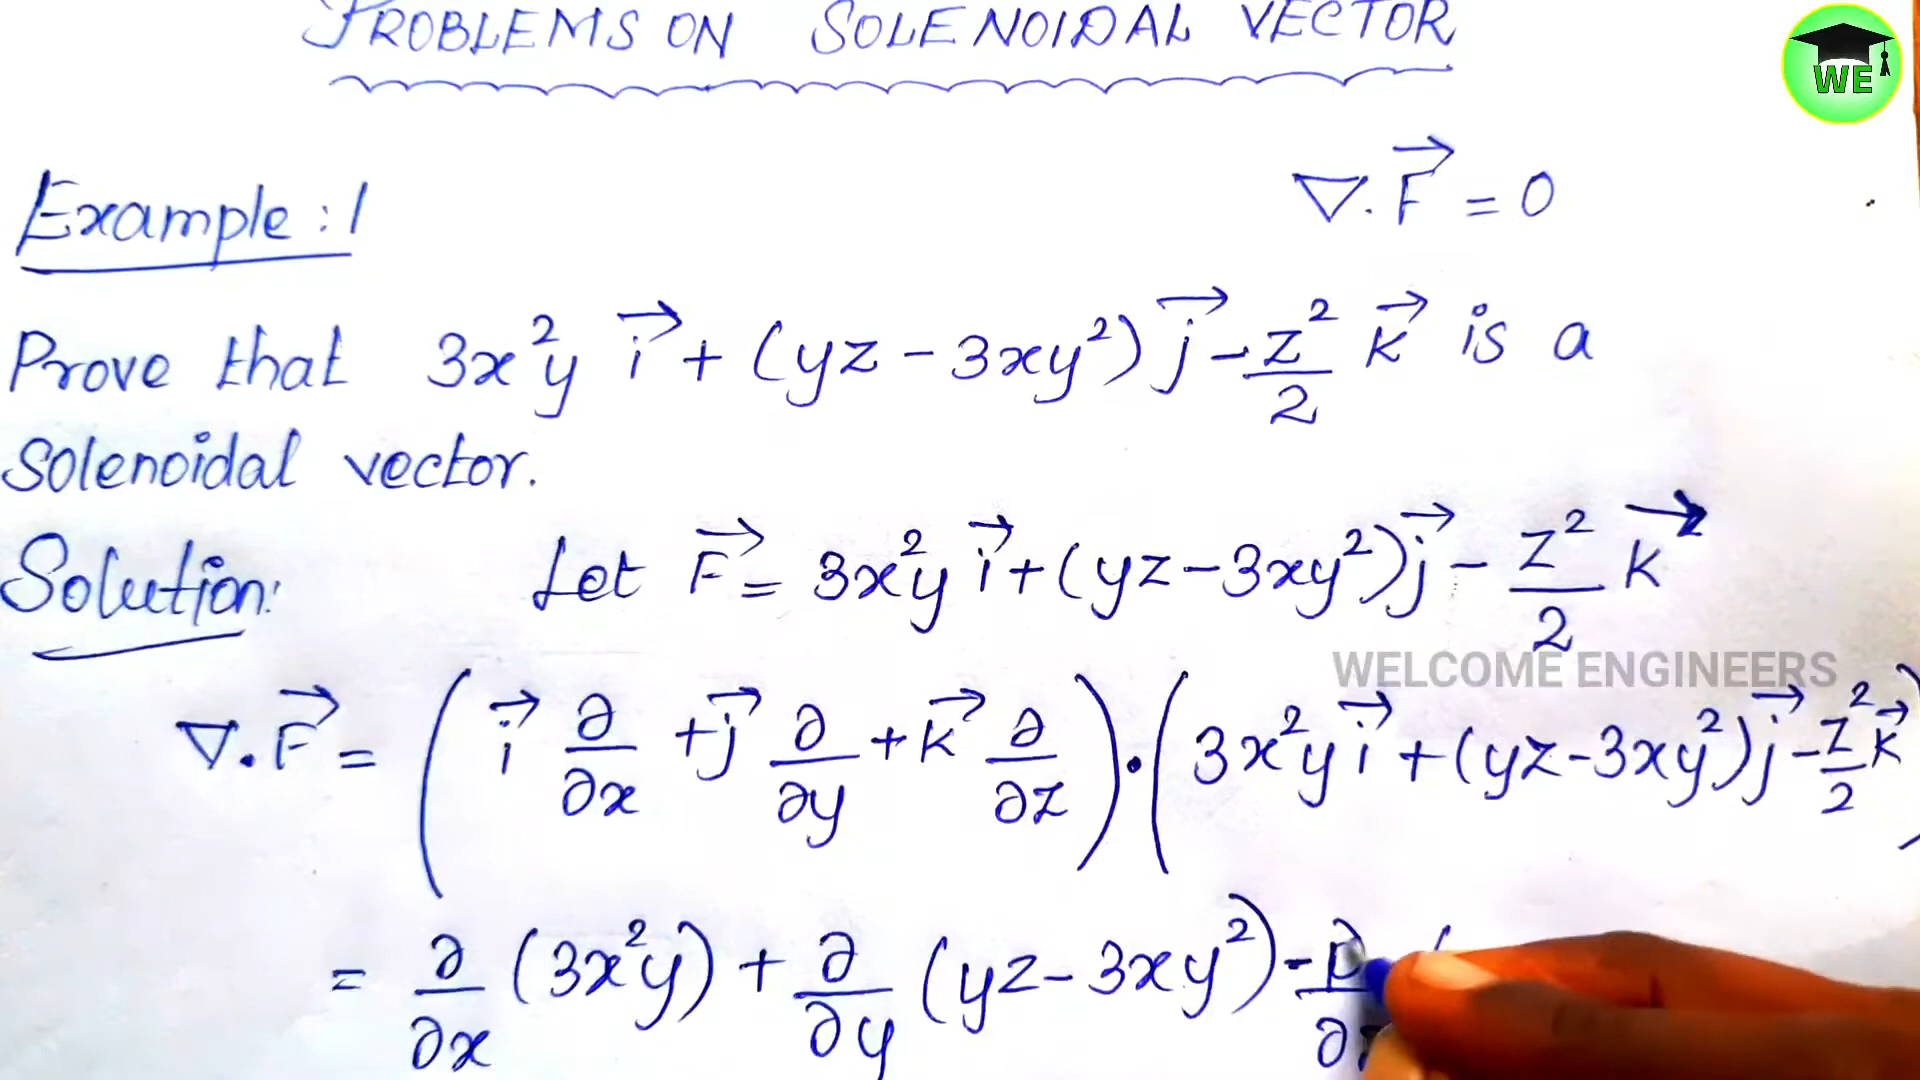 PROBLEMS ON SOLENOIDAL VECTOR
WE
∇·F⃗ = 0
Example: 1
Prove that 3x²y i⃗ + (yz - 3xy²) j⃗ - z²/2 k⃗ is a
Solenoidal vector.
Solution: Let F⃗ = 3x²y i⃗ + (yz - 3xy²) j⃗ - z²/2 k⃗
WELCOME ENGINEERS
∇·F⃗ = (i⃗ ∂/∂x + j⃗ ∂/∂y + k⃗ ∂/∂z)·(3x²y i⃗ + (yz - 3xy²) j⃗ - z²/2 k⃗)
= ∂/∂x (3x²y) + ∂/∂y (yz - 3xy²) -